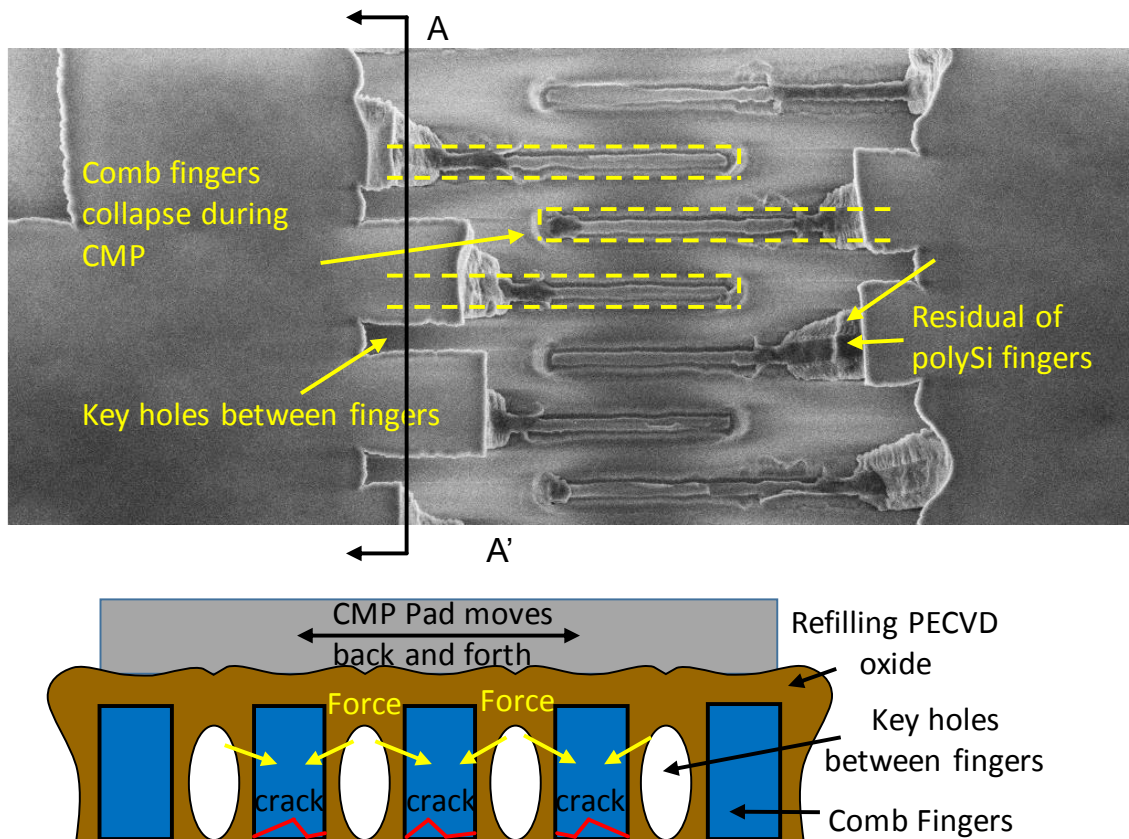 A
Comb fingers
collapse during
CMP
Residual of
polySi fingers
Key holes between fingers
A’
CMP Pad moves
back and forth
Refilling PECVD
oxide
Force
Force
Key holes
between fingers
crack
crack
crack
Comb Fingers